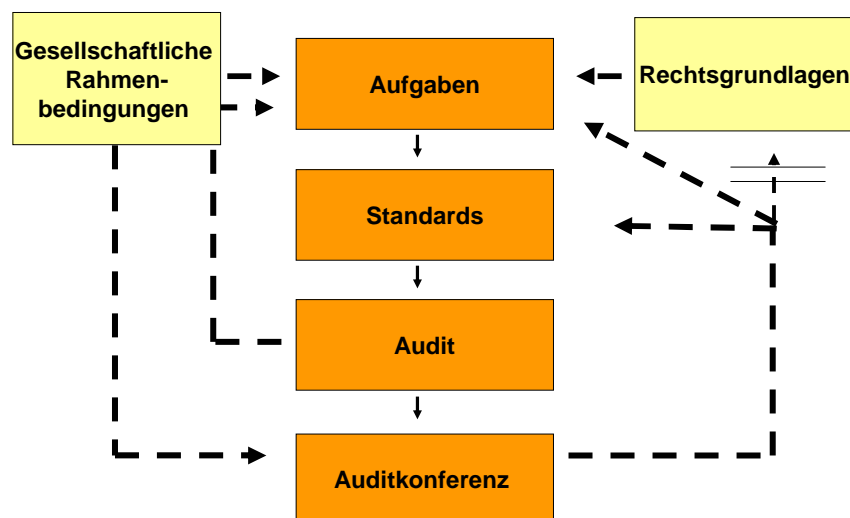 Gesellschaftliche
Rahmen-
bedingungen
Aufgaben
Rechtsgrundlagen
Standards
Audit
Auditkonferenz